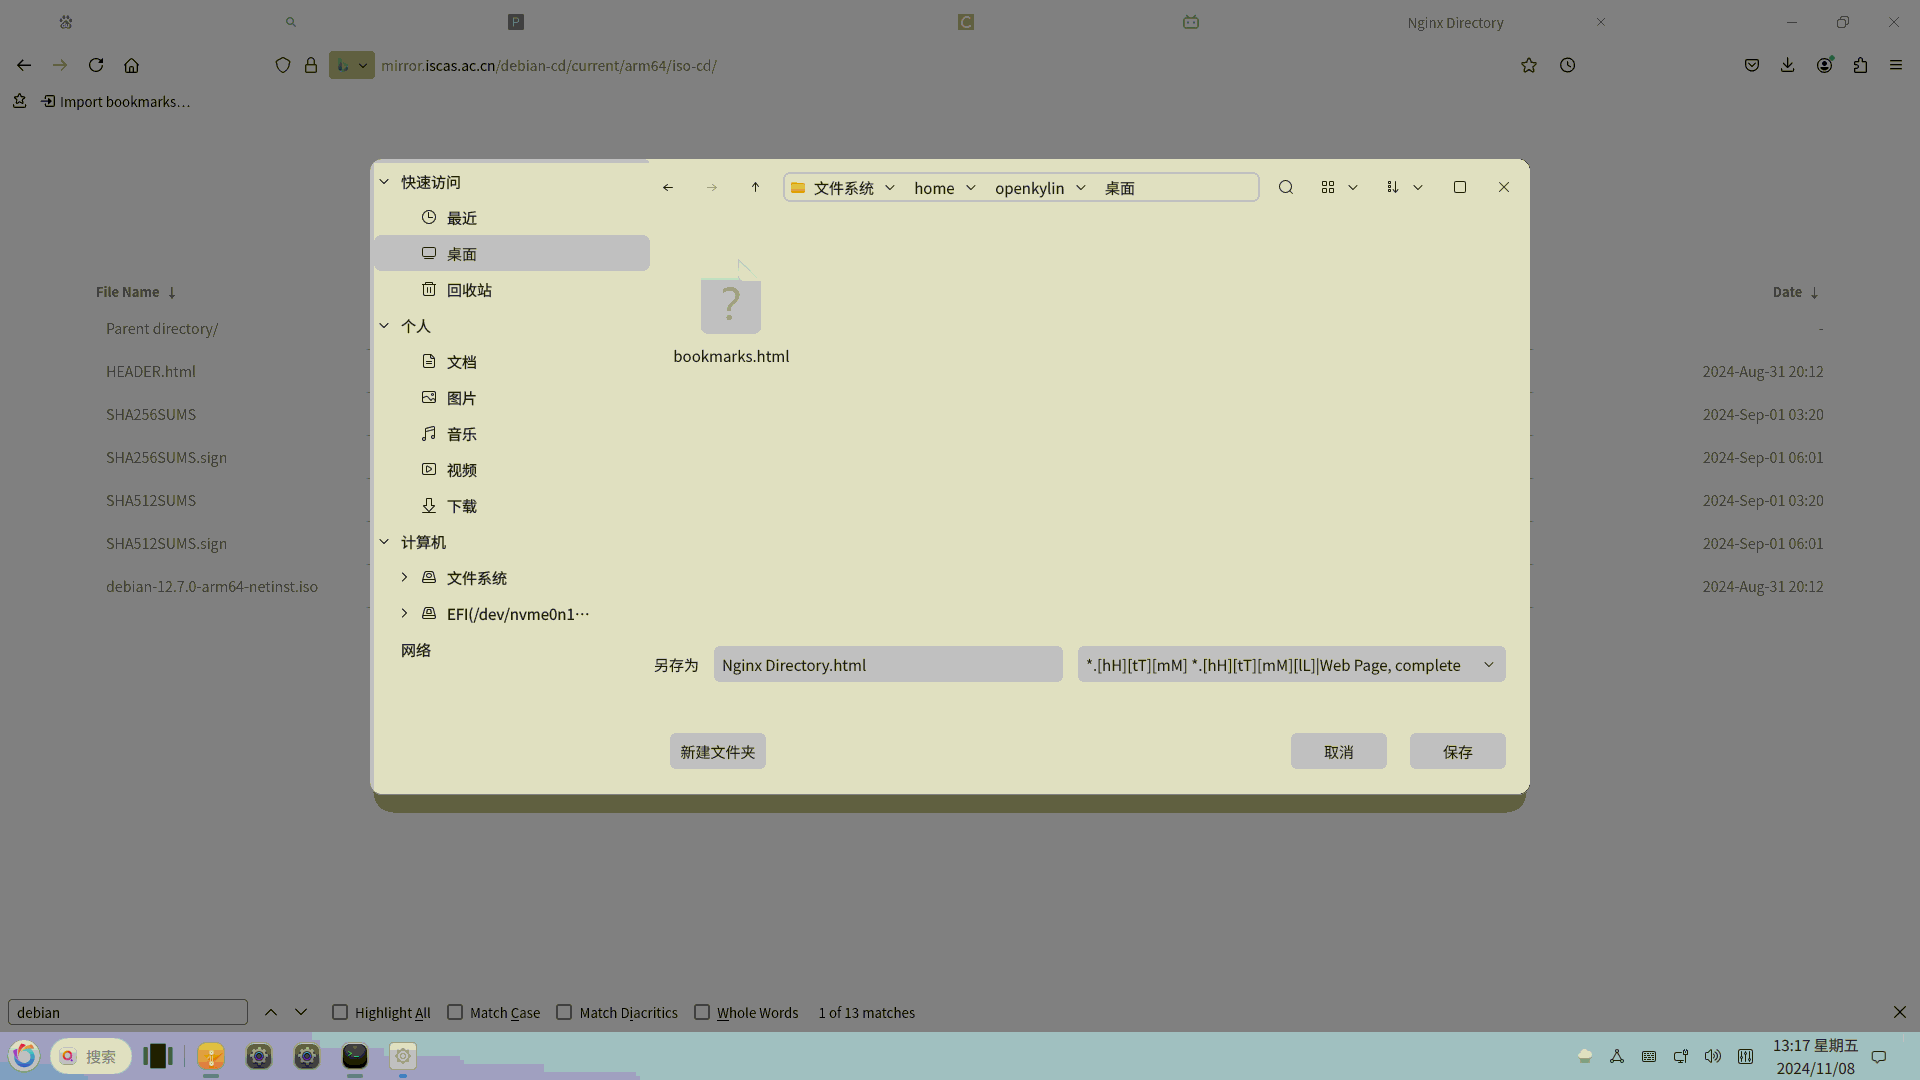 P
C
Nginx Directory
mirror.iscas.ac.cn/debian-cd/current/arm64/iso-cd/
Import bookmarks…
快速访问
最近
桌面
回收站
个人
文档
图片
音乐
视频
下载
计算机
文件系统
EFI(/dev/nvme0n1…
网络
文件系统 home openkylin 桌面
?
bookmarks.html
另存为 Nginx Directory.html *.[hH][tT][mM] *.[hH][tT][mM][lL]|Web Page, complete
新建文件夹 取消 保存
File Name ↓ Date ↓
Parent directory/ -
HEADER.html 2024-Aug-31 20:12
SHA256SUMS 2024-Sep-01 03:20
SHA256SUMS.sign 2024-Sep-01 06:01
SHA512SUMS 2024-Sep-01 03:20
SHA512SUMS.sign 2024-Sep-01 06:01
debian-12.7.0-arm64-netinst.iso 2024-Aug-31 20:12
debian Highlight All Match Case Match Diacritics Whole Words 1 of 13 matches
搜索
13:17 星期五
2024/11/08